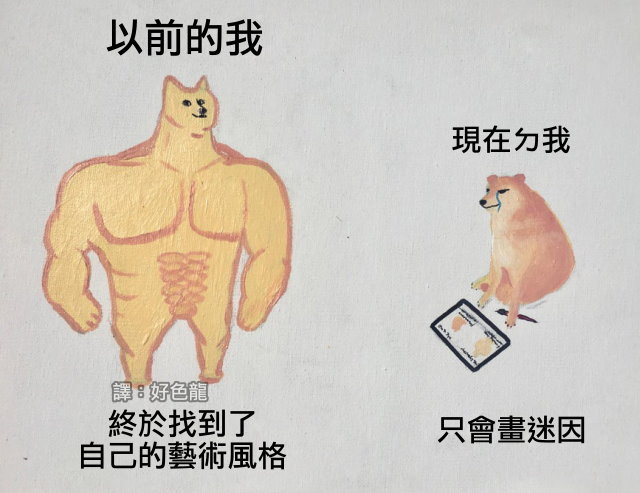 以前的我
現在ㄉ我
譯：好色龍
終於找到了
自己的藝術風格
只會畫迷因